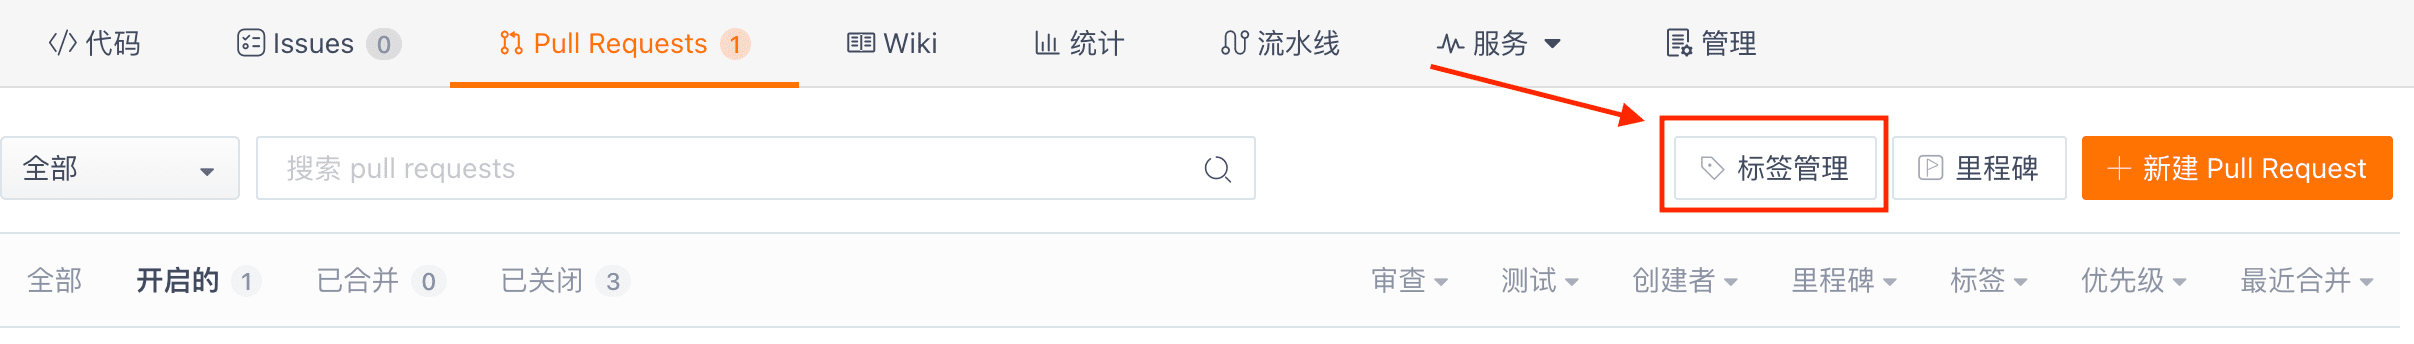 代码 Issues 0 Pull Requests 1 Wiki 统计 流水线 服务 管理
全部 搜索 pull requests 标签管理 里程碑 新建 Pull Request
全部 开启的 1 已合并 0 已关闭 3 审查 测试 创建者 里程碑 标签 优先级 最近合并